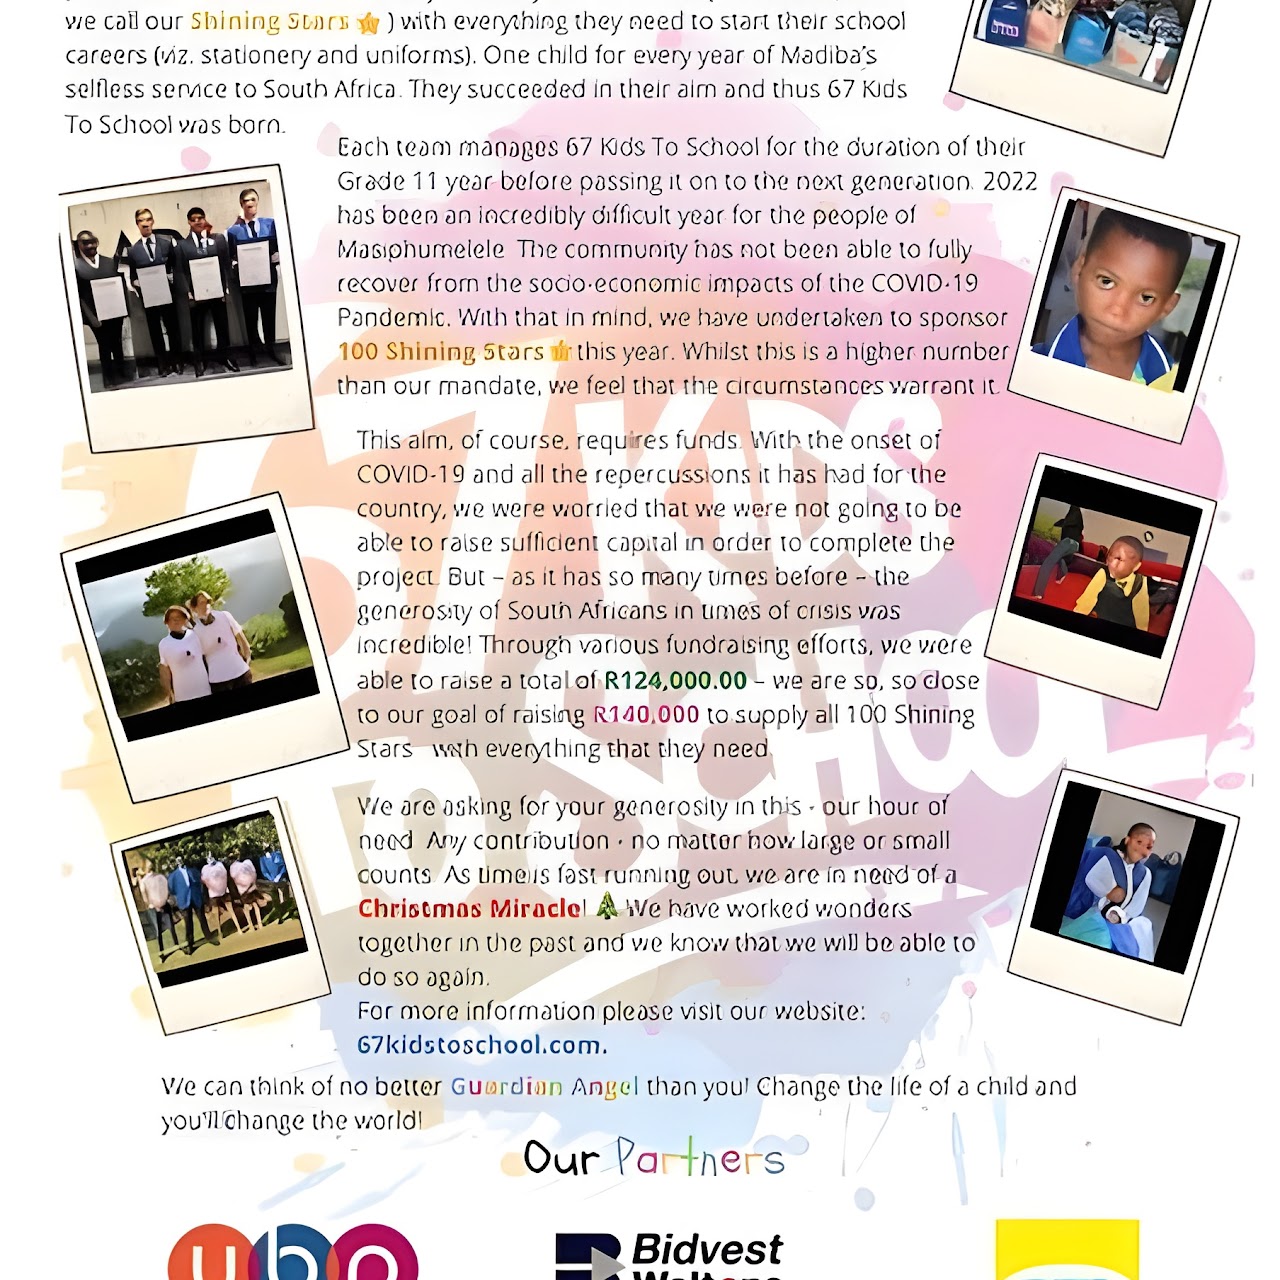 we call our Shining Stars ) with everything they need to start their school
careers (viz. stationery and uniforms). One child for every year of Madiba's
selfless service to South Africa. They succeeded in their aim and thus 67 Kids
To School was born.
Each team manages 67 Kids To School for the duration of their
Grade 11 year before passing it on to the next generation. 2022
has been an incredibly difficult year for the people of
Masiphumelele. The community has not been able to fully
recover from the socio-economic impacts of the COVID-19
Pandemic. With that in mind, we have undertaken to sponsor
100 Shining Stars this year. Whilst this is a higher number
than our mandate, we feel that the circumstances warrant it.
This aim, of course, requires funds. With the onset of
COVID-19 and all the repercussions it has had for the
country, we were worried that we were not going to be
able to raise sufficient capital in order to complete the
project. But – as it has so many times before – the
generosity of South Africans in times of crisis was
incredible! Through various fundraising efforts, we were
able to raise a total of R124,000.00 – we are so, so close
to our goal of raising R140,000 to supply all 100 Shining
Stars with everything that they need.
We are asking for your generosity in this - our hour of
need. Any contribution - no matter how large or small
counts. As time is fast running out, we are in need of a
Christmas Miracle! We have worked wonders
together in the past and we know that we will be able to
do so again.
For more information please visit our website:
67kidstoschool.com.
We can think of no better Guardian Angel than you! Change the life of a child and
you'll change the world!
Our Partners
ubp
Bidvest
67 KIDS
TO SCHOOL